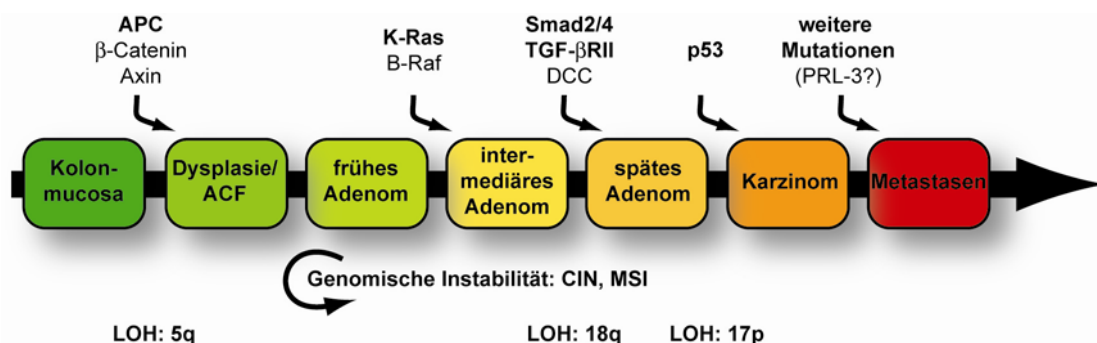 APC
β-Catenin
Axin
K-Ras
B-Raf
Smad2/4
TGF-βRII
DCC
p53
weitere
Mutationen
(PRL-3?)
Kolon-
mucosa
Dysplasie/
ACF
frühes
Adenom
inter-
mediäres
Adenom
spätes
Adenom
Karzinom
Metastasen
Genomische Instabilität: CIN, MSI
LOH: 5q
LOH: 18q
LOH: 17p